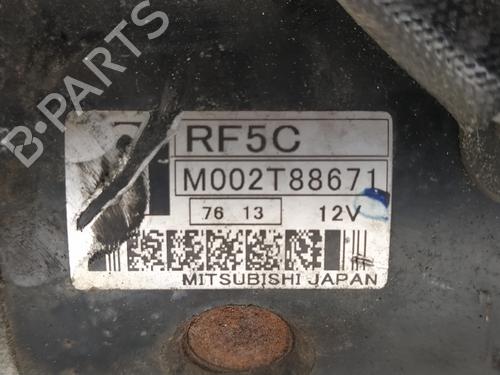 B-PARTS
RF5C
M002T88671
76 13 12V
MITSUBISHI JAPAN